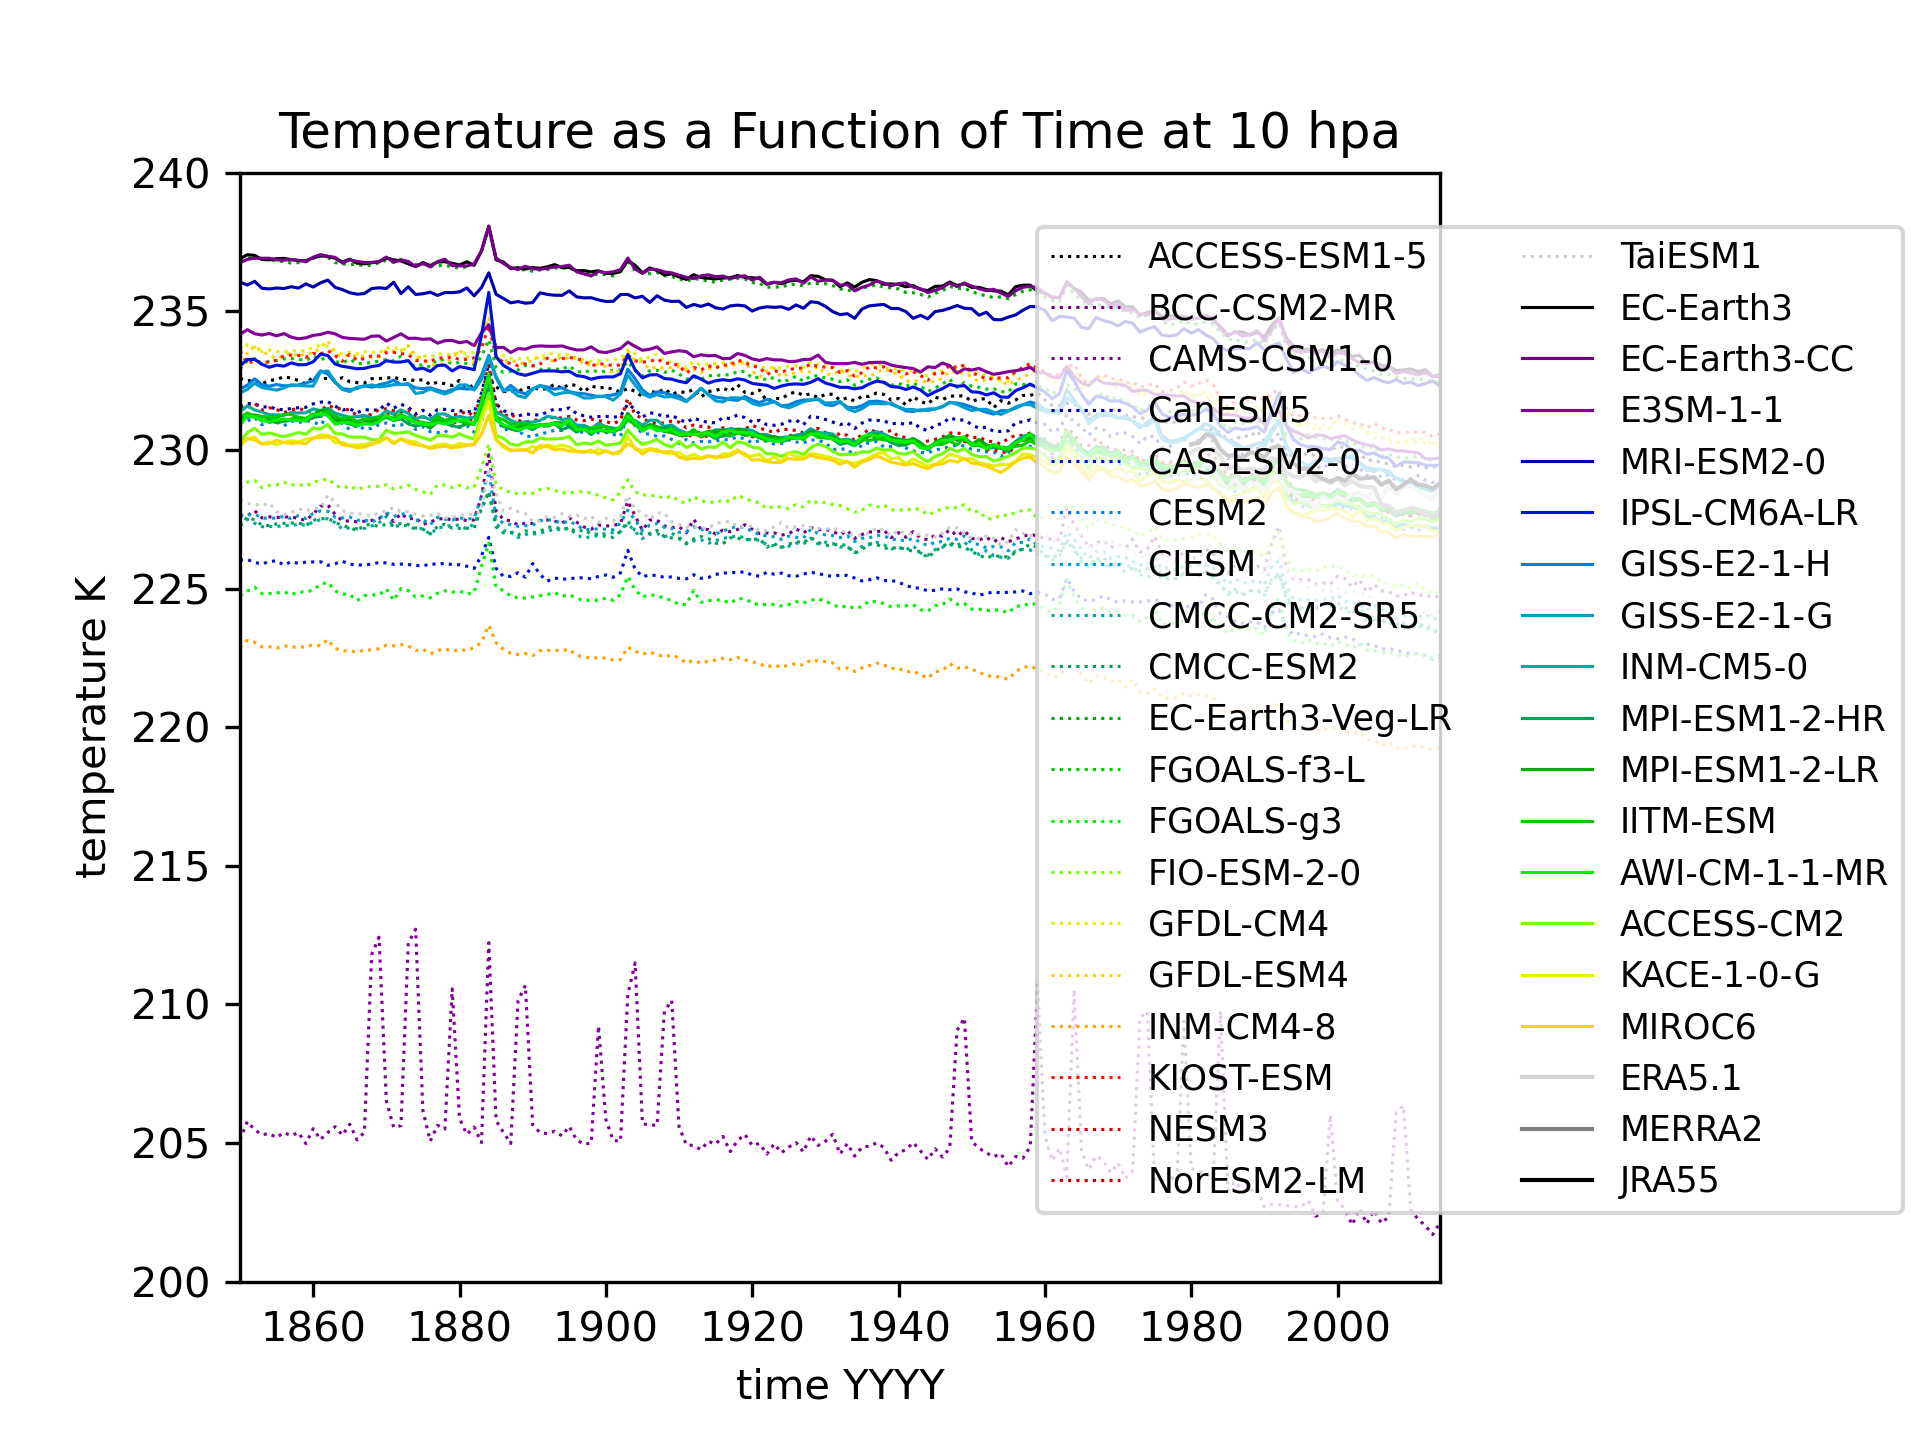 Temperature as a Function of Time at 10 hpa
240
235
230
225
220
215
210
205
200
temperature K
1860
1880
1900
1920
1940
1960
1980
2000
time YYYY
ACCESS-ESM1-5
BCC-CSM2-MR
CAMS-CSM1-0
CanESM5
CAS-ESM2-0
CESM2
CIESM
CMCC-CM2-SR5
CMCC-ESM2
EC-Earth3-Veg-LR
FGOALS-f3-L
FGOALS-g3
FIO-ESM-2-0
GFDL-CM4
GFDL-ESM4
INM-CM4-8
KIOST-ESM
NESM3
NorESM2-LM
TaiESM1
EC-Earth3
EC-Earth3-CC
E3SM-1-1
MRI-ESM2-0
IPSL-CM6A-LR
GISS-E2-1-H
GISS-E2-1-G
INM-CM5-0
MPI-ESM1-2-HR
MPI-ESM1-2-LR
IITM-ESM
AWI-CM-1-1-MR
ACCESS-CM2
KACE-1-0-G
MIROC6
ERA5.1
MERRA2
JRA55